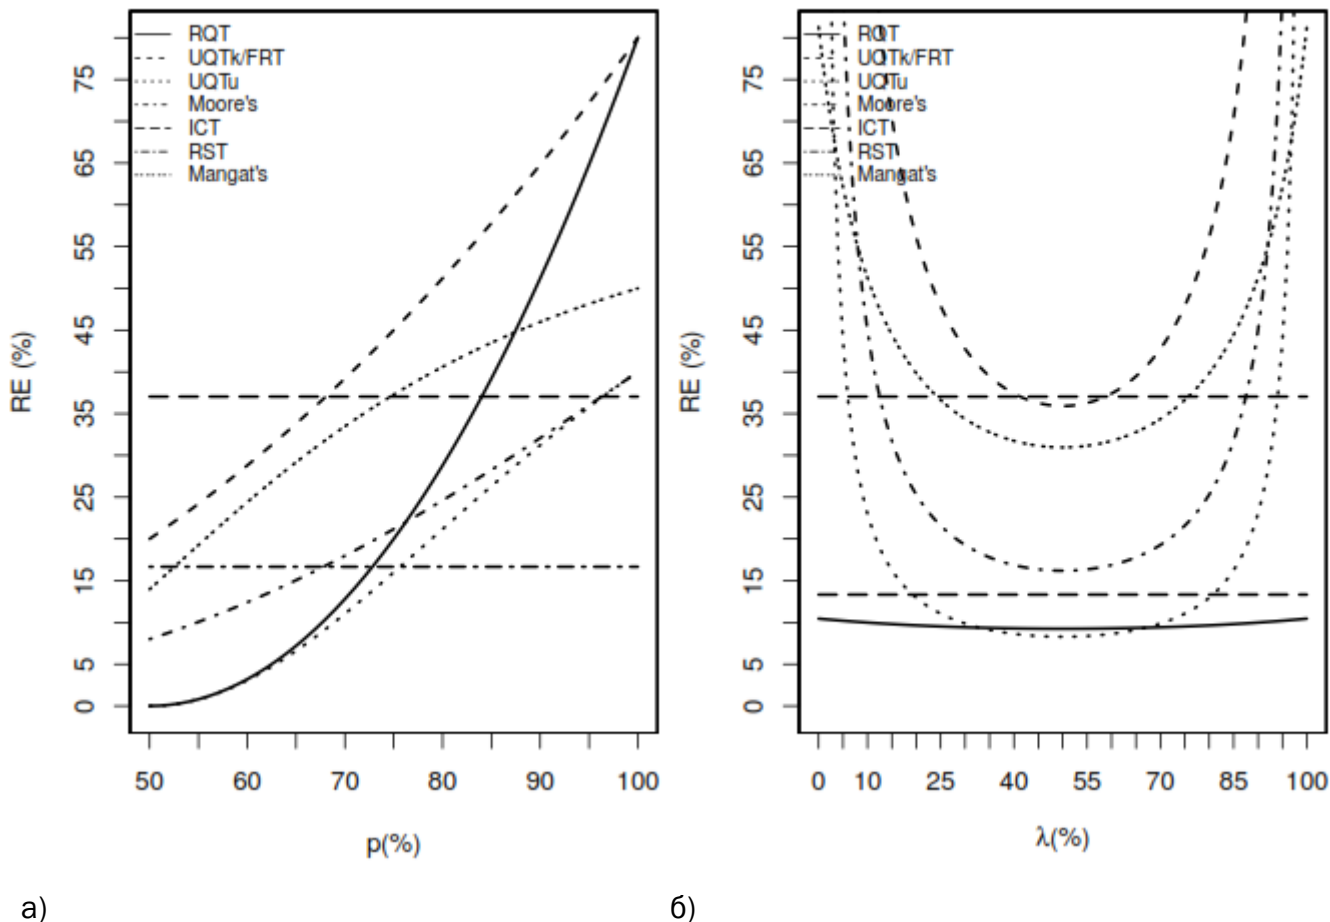 RQT
UQTk/FRT
UQTu
Moore's
ICT
RST
Mangat's
75
65
55
45
35
25
15
5
0
RE (%)
50 60 70 80 90 100
p(%)
а)
RQT
UQTk/FRT
UQTu
Moore's
ICT
RST
Mangat's
75
65
55
45
35
25
15
5
0
RE (%)
0 10 25 40 55 70 85 100
λ(%)
б)